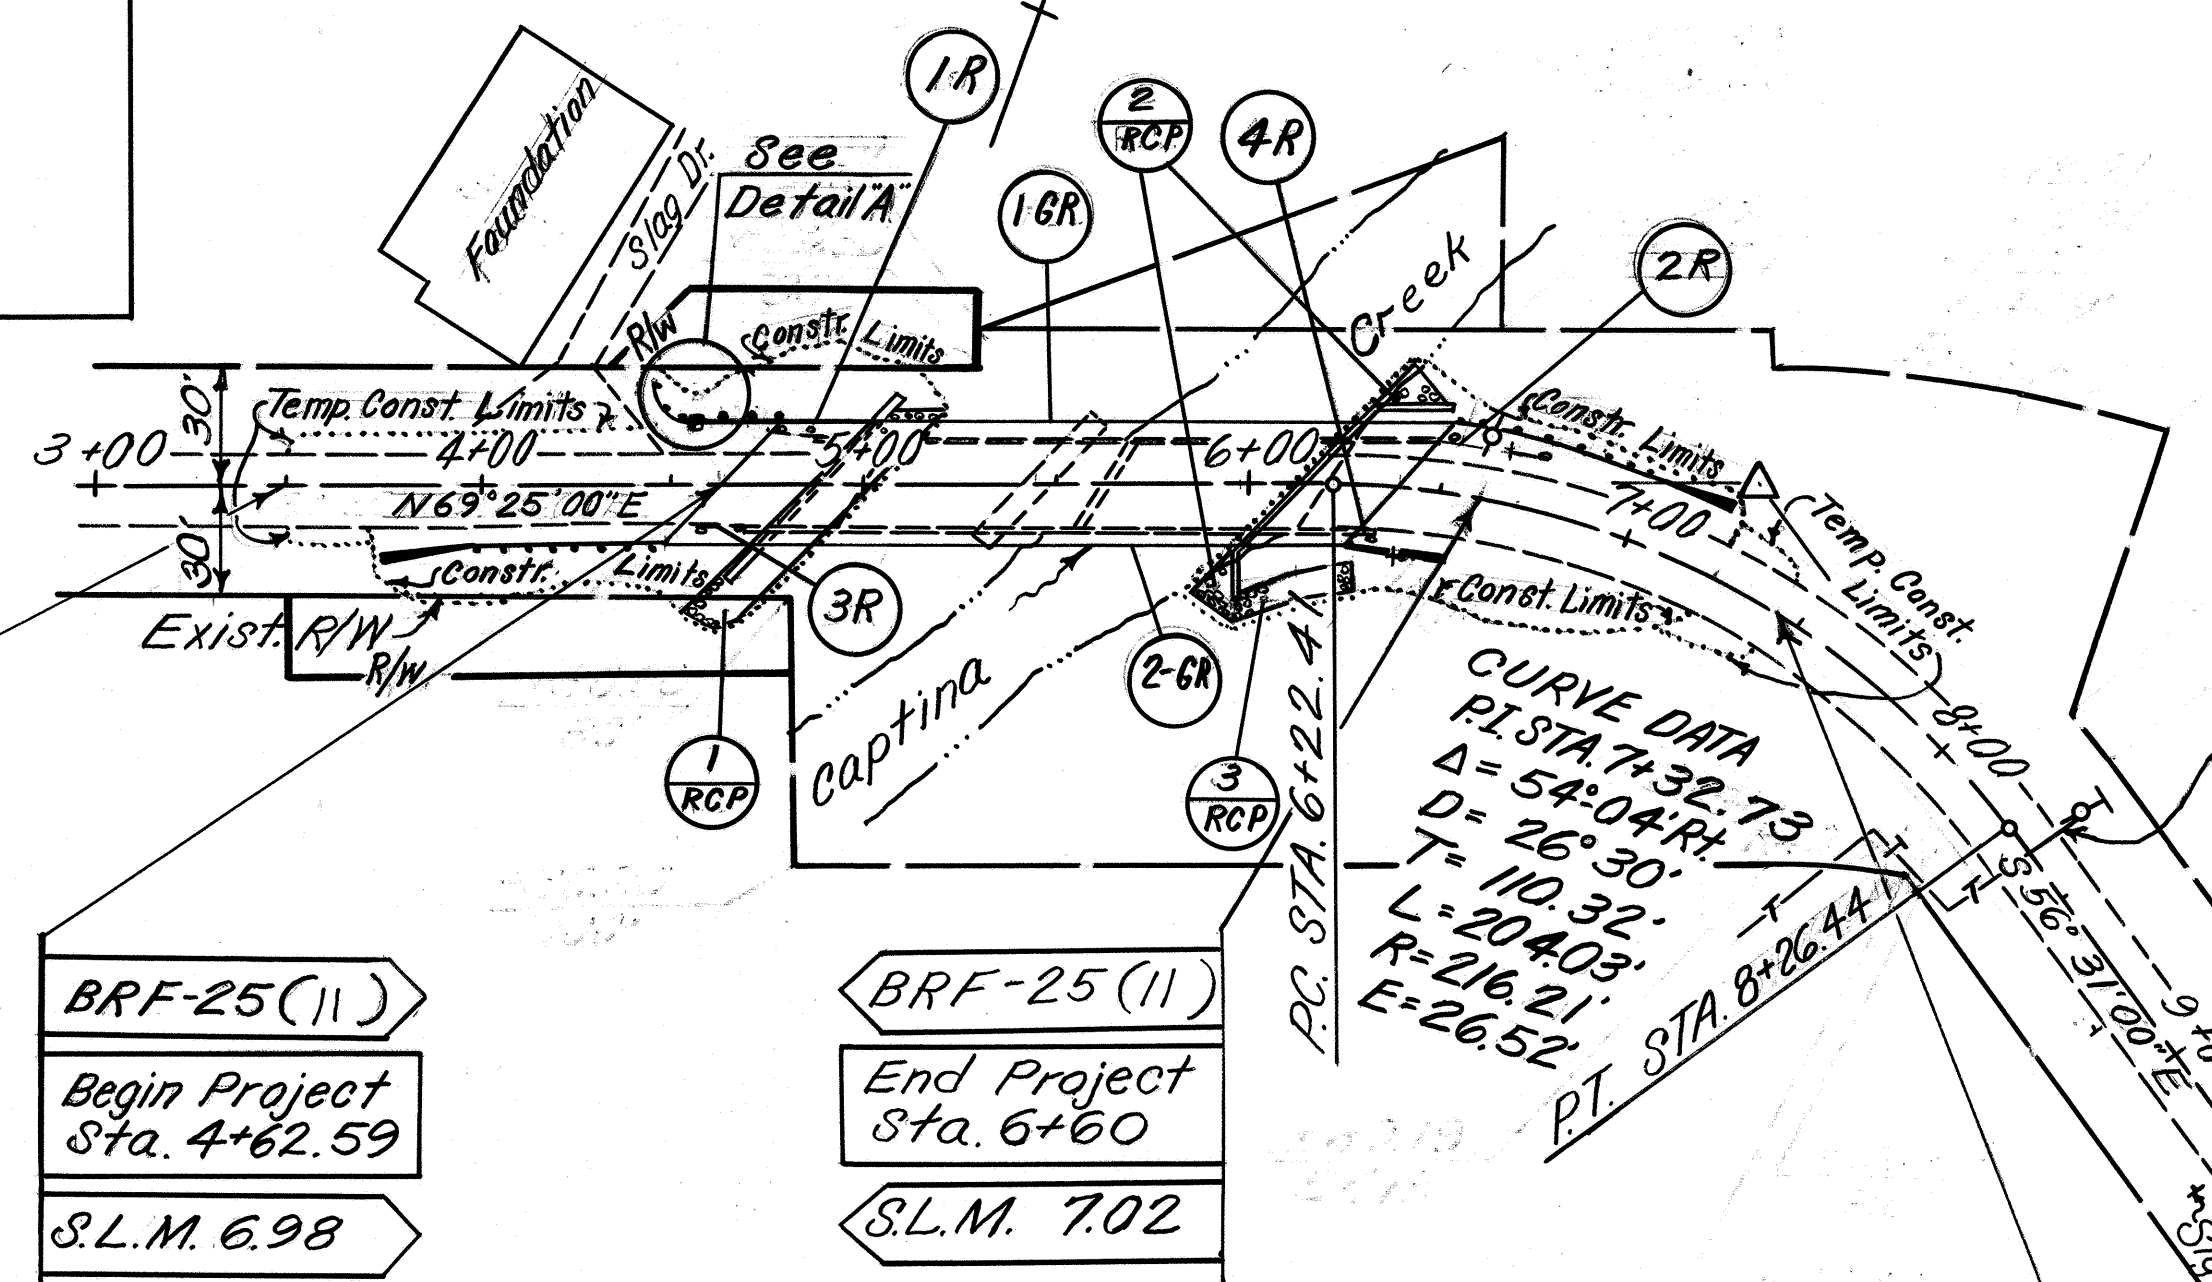 1R
2
RCP
4R
See
Detail "A"
Foundation
Slag Dr.
1GR
2R
Creek
R/W
Constr. Limits
30'
Temp. Const. Limits
Constr. Limits
3+00
4+00
5+00
6+00
7+00
N 69°25'00"E
30'
Constr. Limits
Temp. Const.
Limits
Exist. R/W
R/W
3R
Const. Limits
2-GR
Captina
1
RCP
3
RCP
P.C. STA. 6+22.41
CURVE DATA
P.I. STA. 7+32.73
Δ = 54°-04' Rt.
D = 26°30'
T = 110.32'
L = 204.03'
R = 216.21'
E = 26.52'
8+00
T
T
T
T
P.T. STA. 8+26.44
S 56°31'00"E
BRF-25(11)
Begin Project
Sta. 4+62.59
S.L.M. 6.98
BRF-25(11)
End Project
Sta. 6+60
S.L.M. 7.02